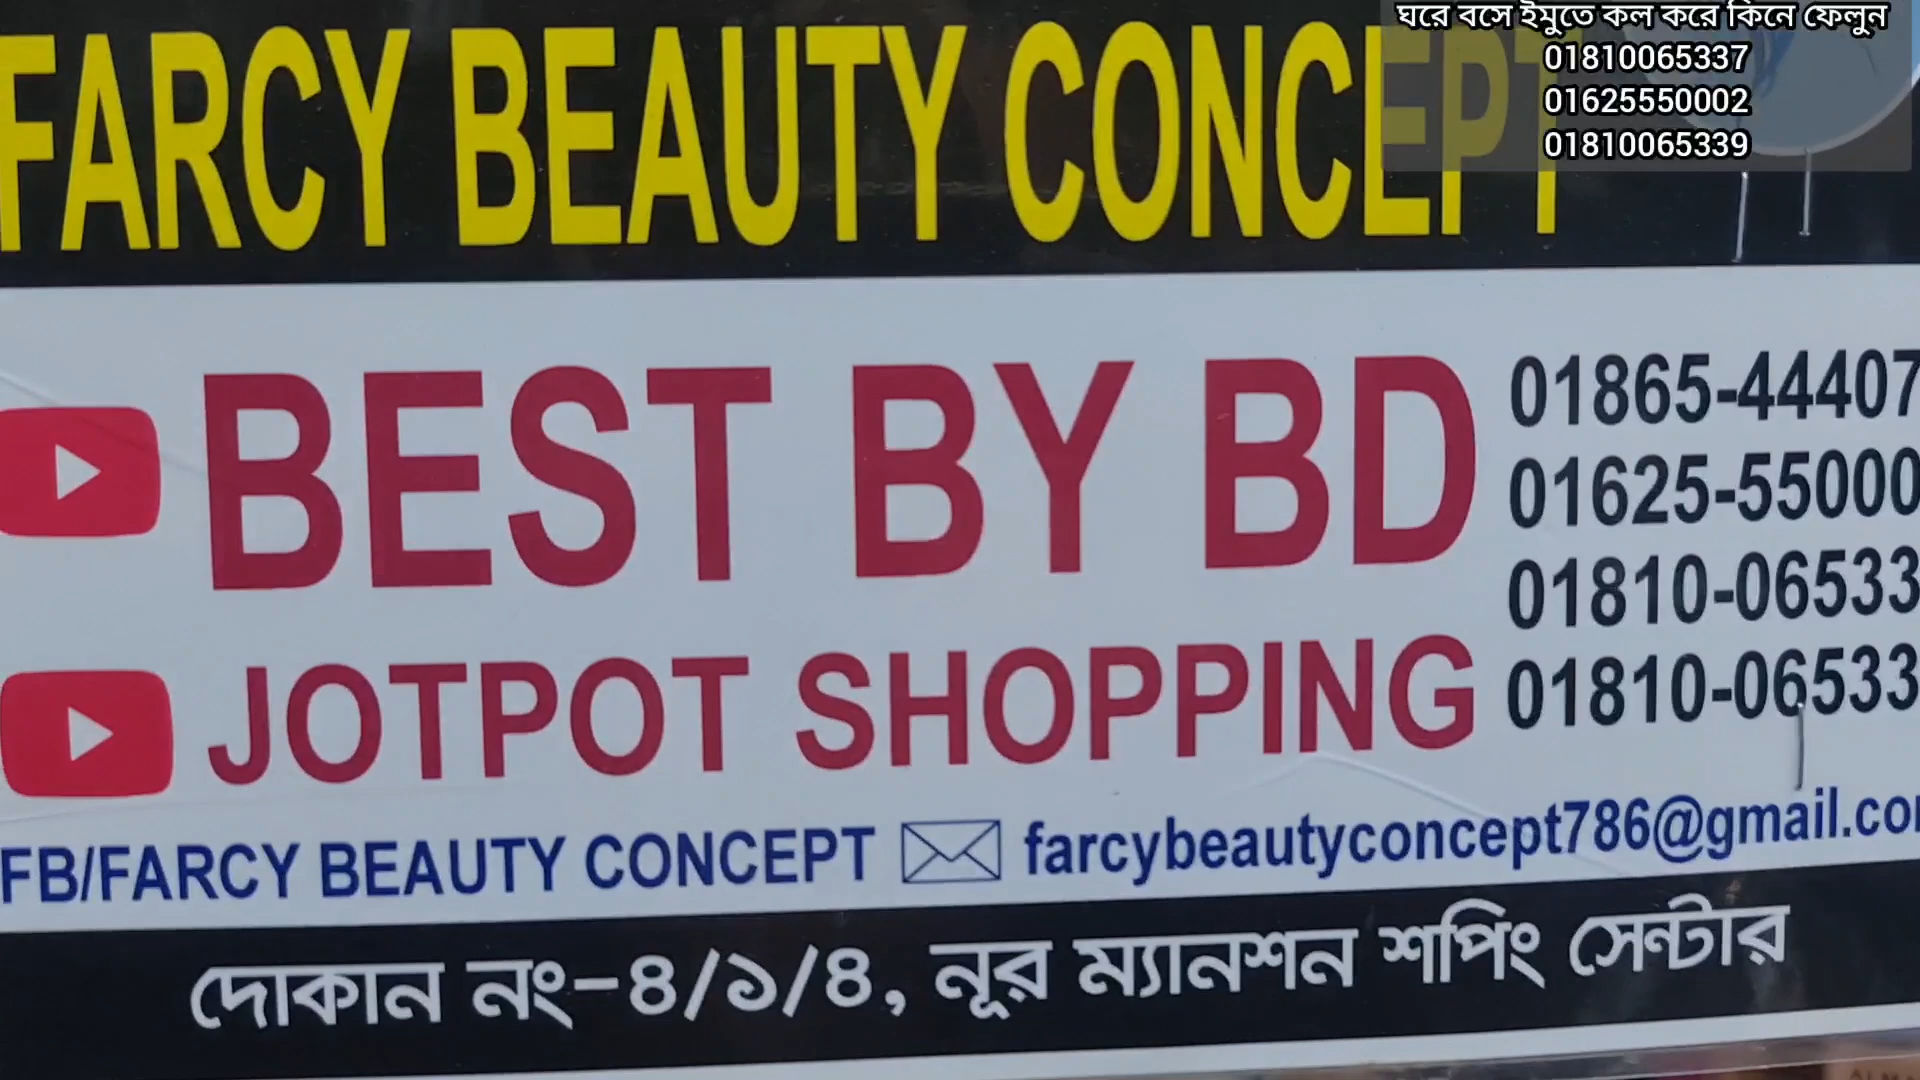 ঘরে বসে ইমুতে কল করে কিনে ফেলুন
01810065337
01625550002
01810065339
FARCY BEAUTY CONCEPT
BEST BY BD
JOTPOT SHOPPING
01865-44407
01625-55000
01810-06533
01810-06533
FB/FARCY BEAUTY CONCEPT farcybeautyconcept786@gmail.co
দোকান নং-৪/১/৪, নূর ম্যানশন শপিং সেন্টার